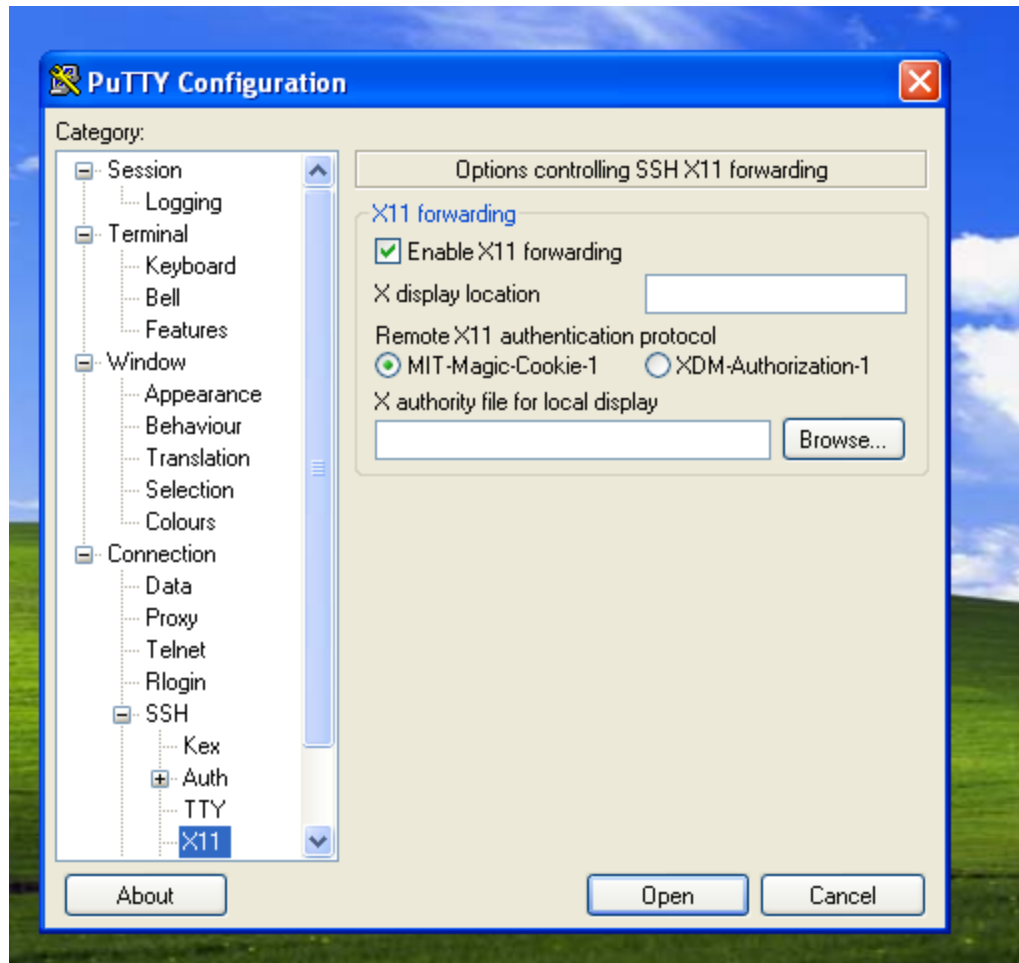 PuTTY Configuration
Category:
Session
Logging
Terminal
Keyboard
Bell
Features
Window
Appearance
Behaviour
Translation
Selection
Colours
Connection
Data
Proxy
Telnet
Rlogin
SSH
Kex
Auth
TTY
X11
Options controlling SSH X11 forwarding
X11 forwarding
Enable X11 forwarding
X display location
Remote X11 authentication protocol
MIT-Magic-Cookie-1 XDM-Authorization-1
X authority file for local display
Browse...
About Open Cancel